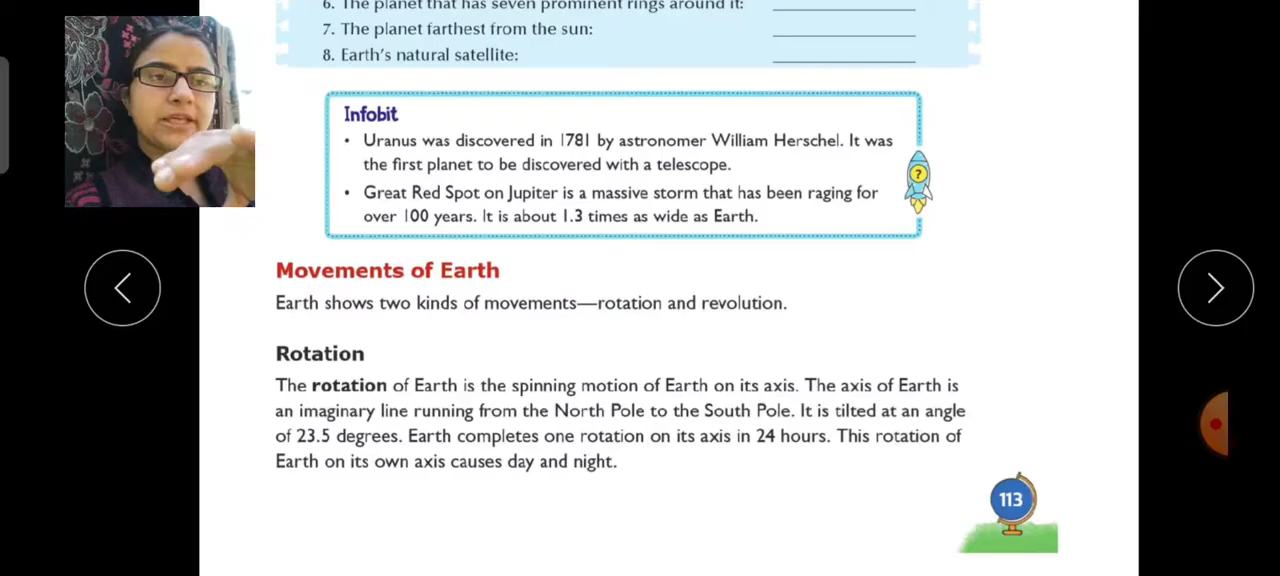 6. The planet that has seven prominent rings around it:
7. The planet farthest from the sun:
8. Earth's natural satellite:
Infobit
• Uranus was discovered in 1781 by astronomer William Herschel. It was
the first planet to be discovered with a telescope.
• Great Red Spot on Jupiter is a massive storm that has been raging for
over 100 years. It is about 1.3 times as wide as Earth.
?
Movements of Earth
Earth shows two kinds of movements—rotation and revolution.
Rotation
The rotation of Earth is the spinning motion of Earth on its axis. The axis of Earth is
an imaginary line running from the North Pole to the South Pole. It is tilted at an angle
of 23.5 degrees. Earth completes one rotation on its axis in 24 hours. This rotation of
Earth on its own axis causes day and night.
113